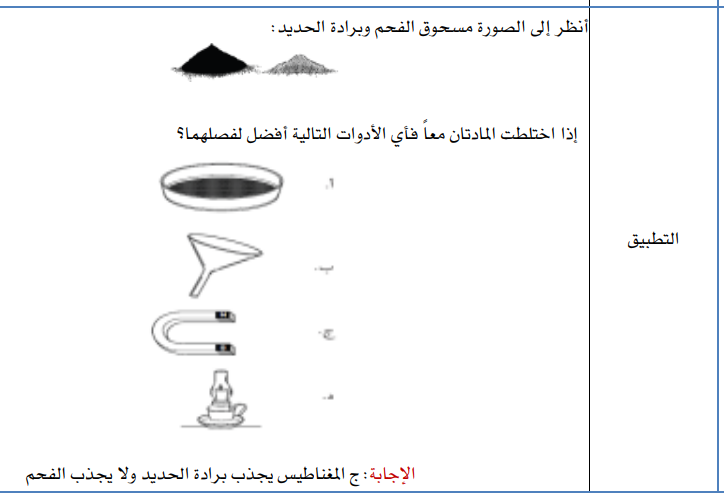 أنظر إلى الصورة مسحوق الفحم وبرادة الحديد:
إذا اختلطت المادتان معاً فأي الأدوات التالية أفضل لفصلهما؟
أ.
ب.
ج.
التطبيق
الإجابة: ج المغناطيس يجذب برادة الحديد ولا يجذب الفحم